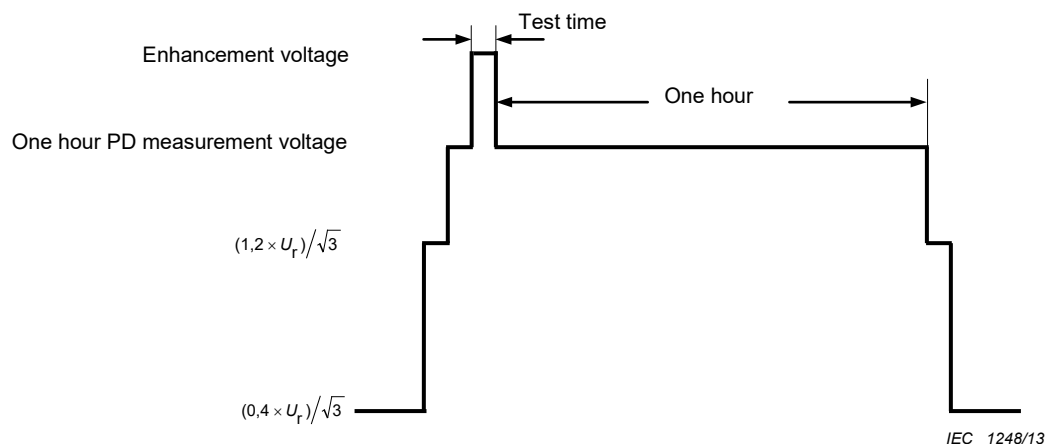 Test time
Enhancement voltage
One hour
One hour PD measurement voltage
(1,2 × Ur)/√3
(0,4 × Ur)/√3
IEC 1248/13